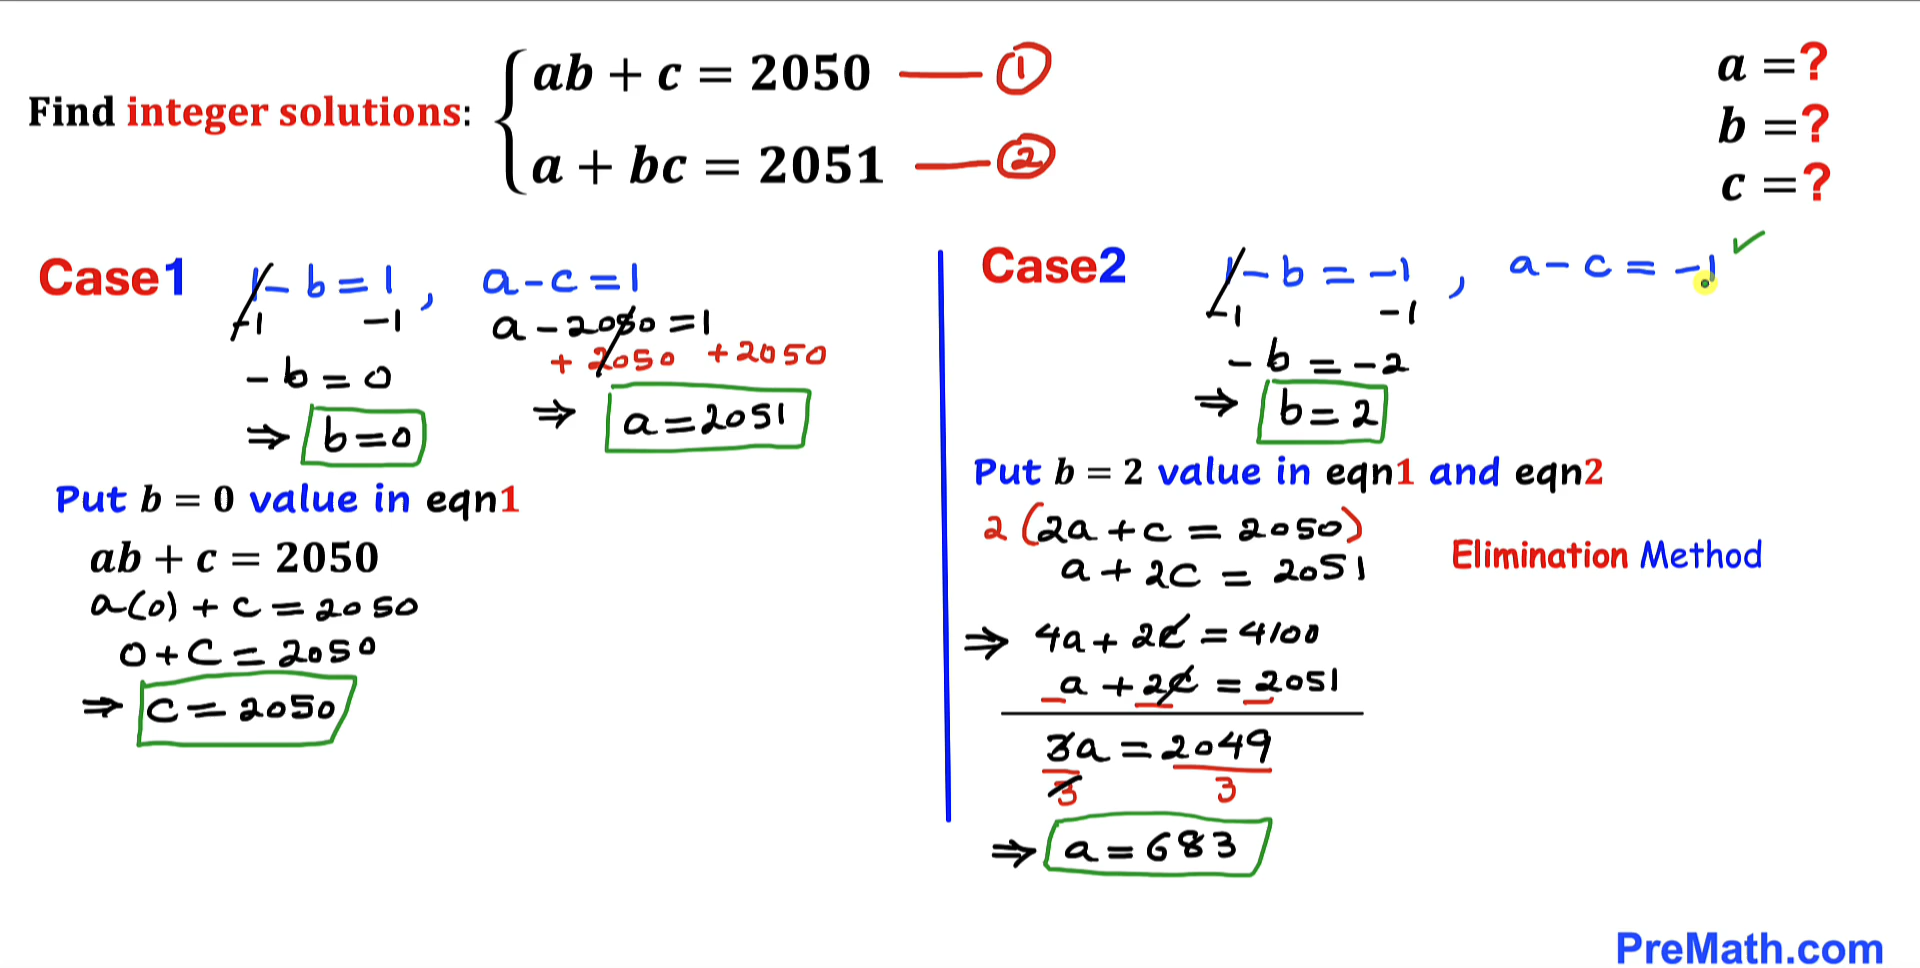 Find integer solutions:
ab + c = 2050 — ①
a + bc = 2051 — ②
a =?
b =?
c =?
Case1
1 - b = 1, a - c = 1
-1 -1
a - 2050 = 1
+ 2050 + 2050
- b = 0
⇒ b = 0
⇒ a = 2051
Put b = 0 value in eqn1
ab + c = 2050
a(0) + c = 2050
0 + c = 2050
⇒ c = 2050
Case2
1 - b = -1, a - c = -1 ✓
-1 -1
- b = -2
⇒ b = 2
Put b = 2 value in eqn1 and eqn2
2 (2a + c = 2050)
a + 2c = 2051
Elimination Method
⇒ 4a + 2c = 4100
- a + 2c = 2051
3a = 2049
3 3
⇒ a = 683
PreMath.com